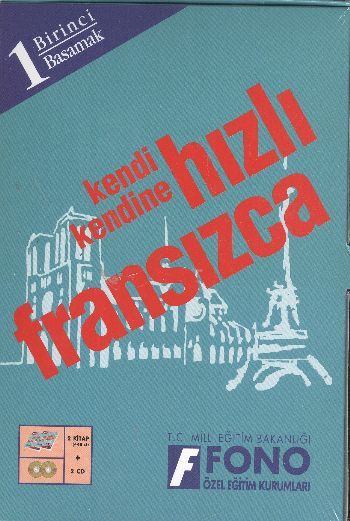 1 Birinci
Basamak
kendi
kendine hızlı
fransızca
2 KİTAP
+
2 CD
T.C. MİLLİ EĞİTİM BAKANLIĞI
F FONO
ÖZEL EĞİTİM KURUMLARI